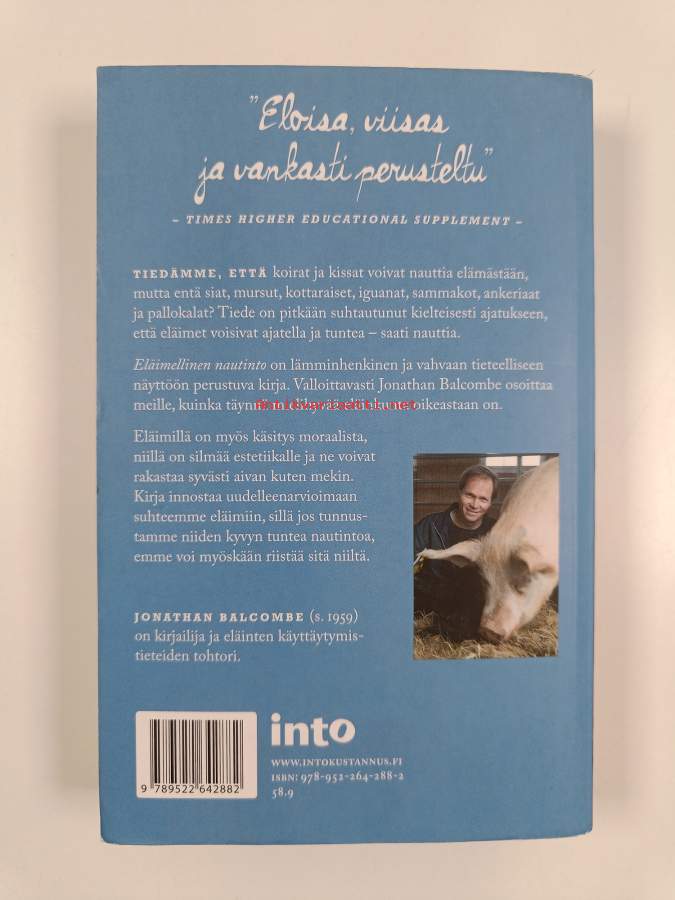 "Eloisa, viisas
ja vankasti perusteltu"
– TIMES HIGHER EDUCATIONAL SUPPLEMENT –
TIEDÄMME, ETTÄ koirat ja kissat voivat nauttia elämästään,
mutta entä siat, mursut, kottaraiset, iguanat, sammakot, ankeriaat
ja pallokalat? Tiede on pitkään suhtautunut kielteisesti ajatukseen,
että eläimet voisivat ajatella ja tuntea – saati nauttia.
Eläimellinen nautinto on lämminhenkinen ja vahvaan tieteelliseen
näyttöön perustuva kirja. Valloittavasti Jonathan Balcombe osoittaa
meille, kuinka täynnä oikeastaan on.
Eläimillä on myös käsitys moraalista,
niillä on silmää estetiikalle ja ne voivat
rakastaa syvästi aivan kuten mekin.
Kirja innostaa uudelleenarvioimaan
suhteemme eläimiin, sillä jos tunnus-
tamme niiden kyvyn tuntea nautintoa,
emme voi myöskään riistää sitä niiltä.
JONATHAN BALCOMBE (s. 1959)
on kirjailija ja eläinten käyttäytymis-
tieteiden tohtori.
into
WWW.INTOKUSTANNUS.FI
ISBN: 978-952-264-288-2
58.9
9 789522 642882